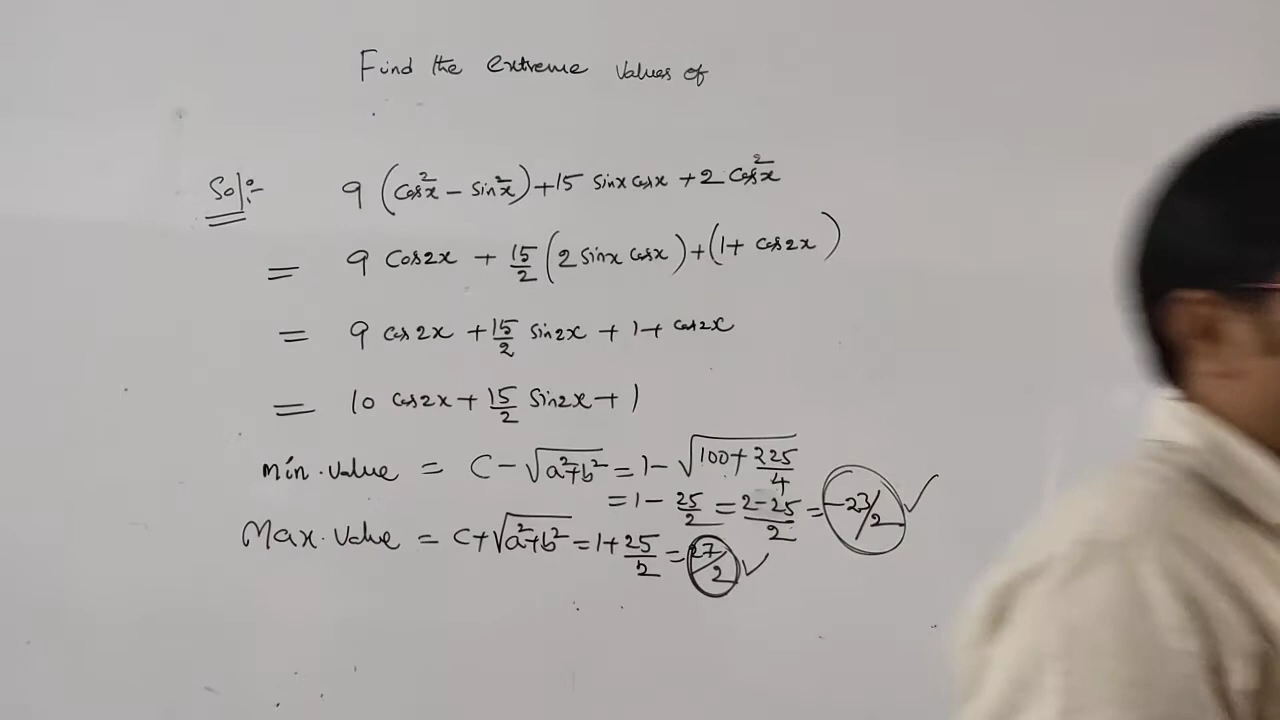 Find the extreme values of
Sol:- 9 (cos²x - sin²x) + 15 sinx cosx + 2 cos²x
= 9 cos2x + 15/2 (2 sinx cosx) + (1 + cos2x)
= 9 cos2x + 15/2 sin2x + 1 + cos2x
= 10 cos2x + 15/2 sin2x + 1
min. value = C - √(a²+b²) = 1 - √(100 + 225/4)
= 1 - 25/2 = (2-25)/2 = -23/2 ✓
Max. value = C + √(a²+b²) = 1 + 25/2 = 27/2 ✓